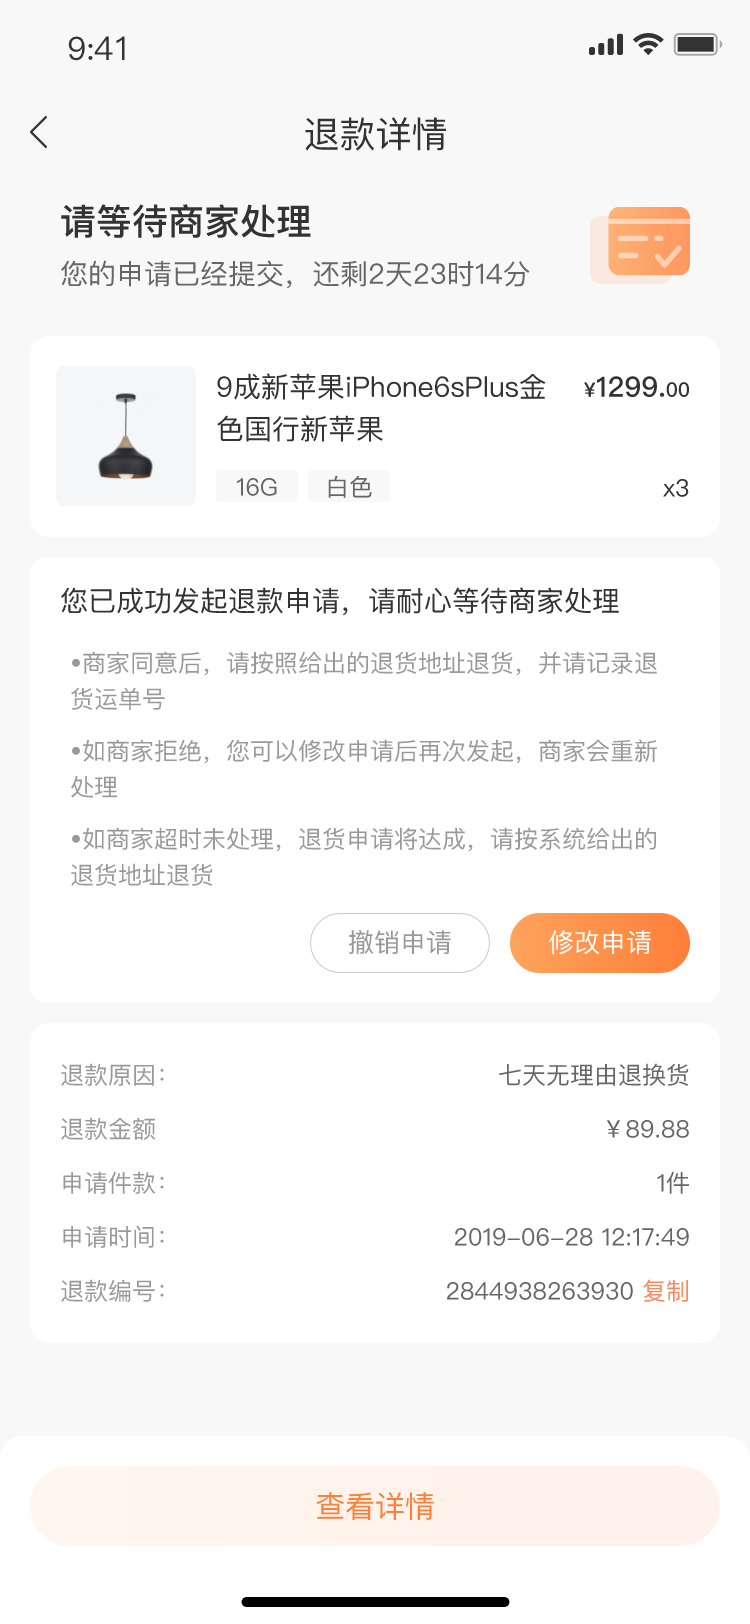 9:41
退款详情
请等待商家处理
您的申请已经提交，还剩2天23时14分
9成新苹果iPhone6sPlus金
¥1299.00
色国行新苹果
16G 白色
x3
您已成功发起退款申请，请耐心等待商家处理
•商家同意后，请按照给出的退货地址退货，并请记录退
货运单号
•如商家拒绝，您可以修改申请后再次发起，商家会重新
处理
•如商家超时未处理，退货申请将达成，请按系统给出的
退货地址退货
撤销申请 修改申请
退款原因： 七天无理由退换货
退款金额 ¥89.88
申请件款： 1件
申请时间： 2019-06-28 12:17:49
退款编号： 2844938263930 复制
查看详情